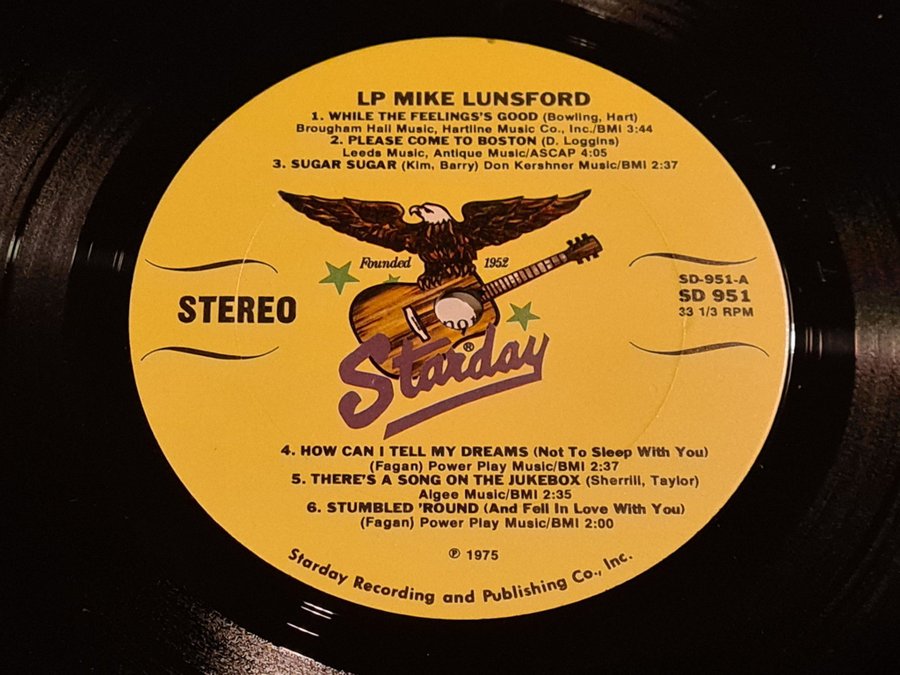 LP MIKE LUNSFORD
1. WHILE THE FEELINGS'S GOOD (Bowling, Hart)
Brougham Hall Music, Hartline Music Co., Inc./BMI 3:44
2. PLEASE COME TO BOSTON (D. Loggins)
Leeds Music, Antique Music/ASCAP 4:05
3. SUGAR SUGAR (Kim, Barry) Don Kershner Music/BMI 2:37
Founded 1952
STEREO
SD-951-A
SD 951
33 1/3 RPM
Starday®
4. HOW CAN I TELL MY DREAMS (Not To Sleep With You)
(Fagan) Power Play Music/BMI 2:37
5. THERE'S A SONG ON THE JUKEBOX (Sherrill, Taylor)
Algee Music/BMI 2:35
6. STUMBLED 'ROUND (And Fell In Love With You)
(Fagan) Power Play Music/BMI 2:00
℗ 1975
Starday Recording and Publishing Co., Inc.